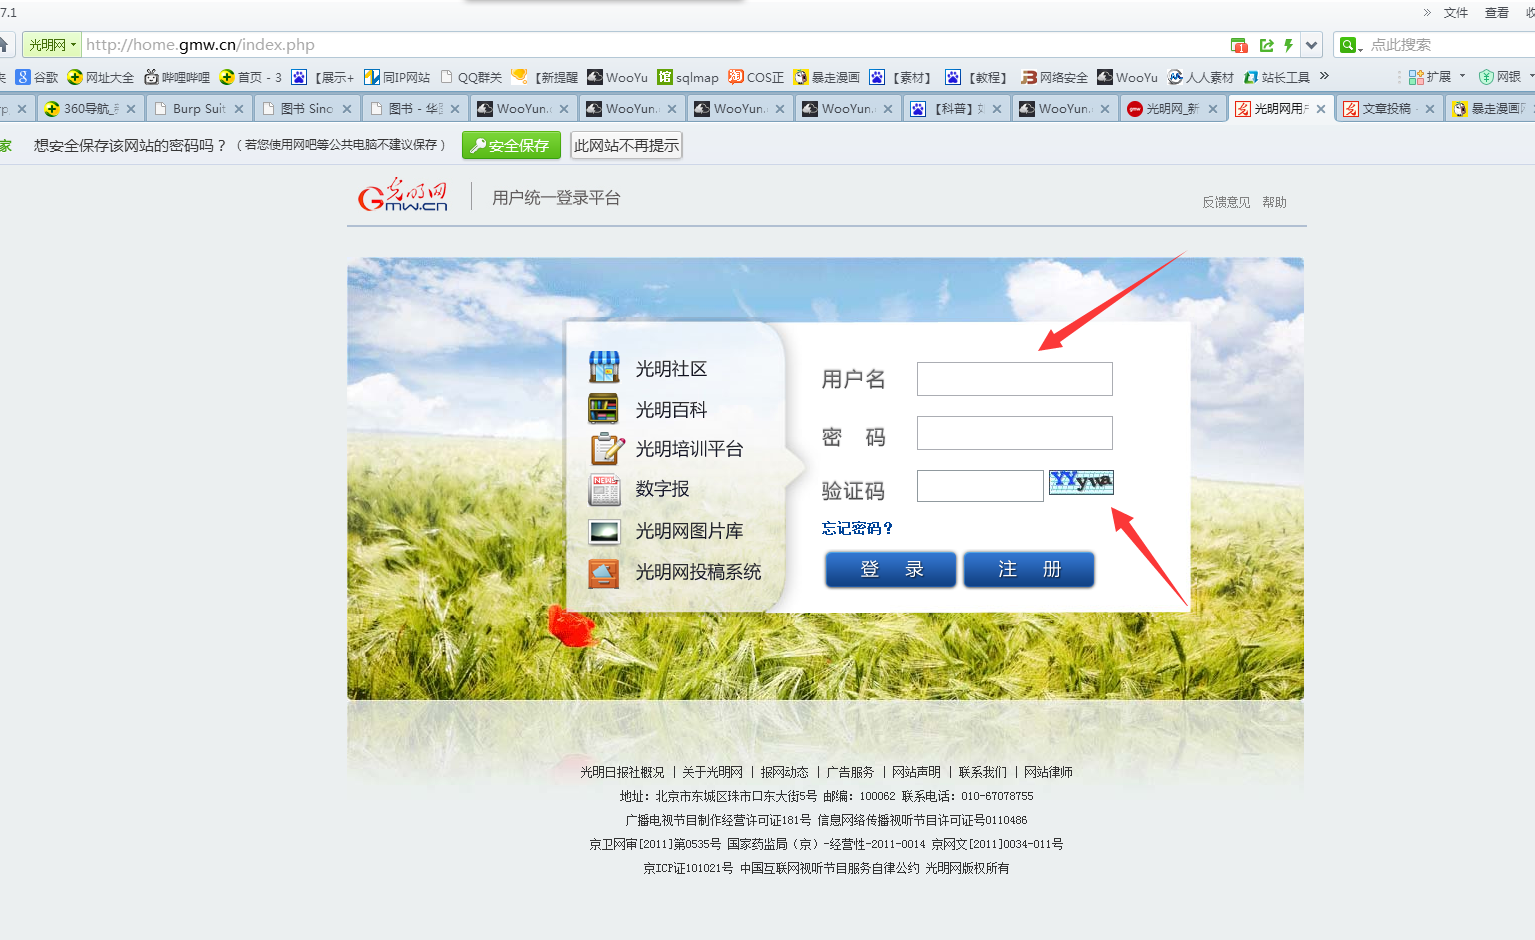 7.1
» 文件 查看 收
光明网 http://home.gmw.cn/index.php 1 点此搜索
谷歌 网址大全 哔哩哔哩 首页 - 3 【展示+ 同IP网站 QQ群关 【新提醒 WooYu sqlmap COS正 暴走漫画 【素材】 【教程】 网络安全 WooYu 人人素材 站长工具 » 扩展 网银
360导航_ Burp Suit 图书 Sino 图书 - 华 WooYun. WooYun. WooYun. WooYun. 【科普】 WooYun. 光明网_新 光明网用户 文章投稿 - 暴走漫画
家 想安全保存该网站的密码吗？（若您使用网吧等公共电脑不建议保存） 安全保存 此网站不再提示
光明网
GMW.CN
用户统一登录平台
反馈意见 帮助
光明社区
光明百科
光明培训平台
数字报
光明网图片库
光明网投稿系统
用户名
密 码
验证码 YYywa
忘记密码？
登 录 注 册
光明日报社概况 | 关于光明网 | 报网动态 | 广告服务 | 网站声明 | 联系我们 | 网站律师
地址：北京市东城区珠市口东大街5号 邮编：100062 联系电话：010-67078755
广播电视节目制作经营许可证181号 信息网络传播视听节目许可证号0110486
京卫网审[2011]第0535号 国家药监局（京）-经营性-2011-0014 京网文[2011]0034-011号
京ICP证101021号 中国互联网视听节目服务自律公约 光明网版权所有